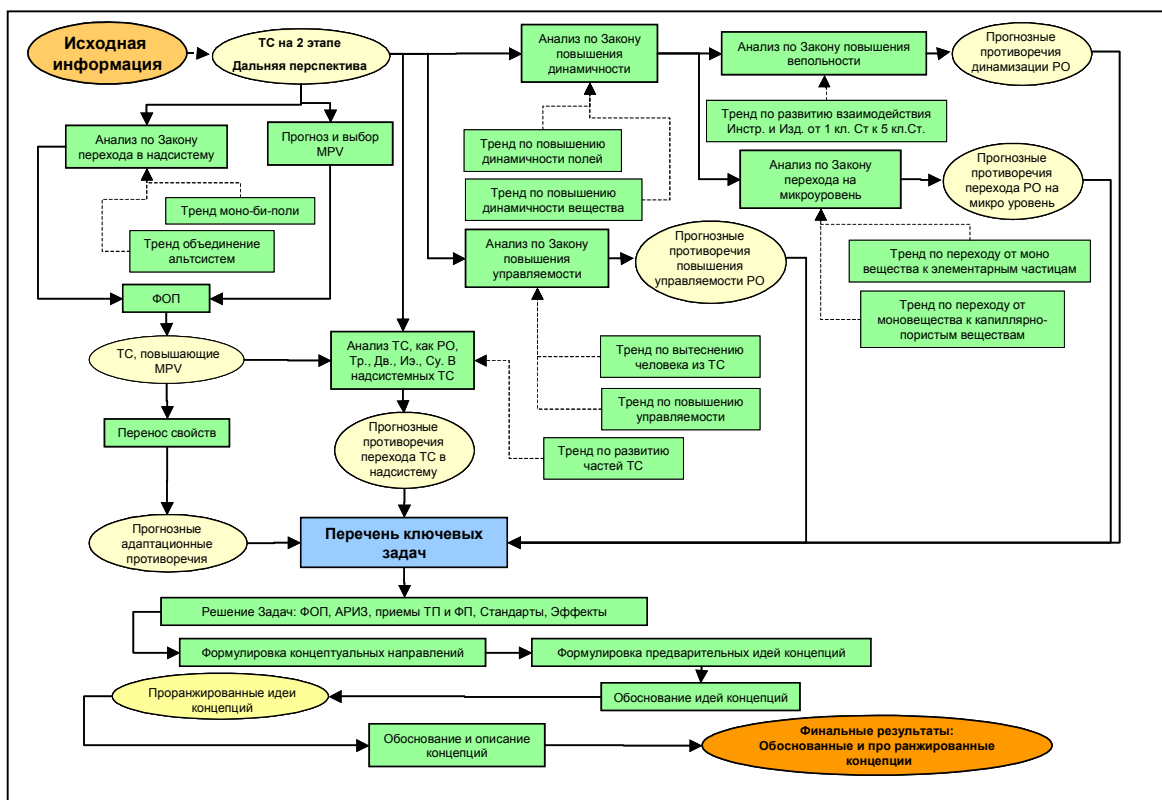 Исходная
информация
ТС на 2 этапе
Дальняя перспектива
Анализ по Закону
повышения
динамичности
Анализ по Закону повышения
вепольности
Прогнозные
противоречия
динамизации РО
Тренд по развитию взаимодействия
Инстр. и Изд. от 1 кл. Ст к 5 кл.Ст.
Анализ по Закону
перехода в надсистему
Прогноз и выбор
MPV
Тренд по повышению
динамичности полей
Тренд по повышению
динамичности вещества
Анализ по Закону
перехода на
микроуровень
Прогнозные
противоречия
перехода РО на
микро уровень
Тренд моно-би-поли
Тренд объединение
альтсистем
Анализ по Закону
повышения
управляемости
Прогнозные
противоречия
повышения
управляемости РО
Тренд по переходу от моно
вещества к элементарным частицам
Тренд по переходу от
моновещества к капиллярно-
пористым веществам
ФОП
ТС, повышающие
MPV
Анализ ТС, как РО,
Тр., Дв., Иэ., Су. В
надсистемных ТС
Тренд по вытеснению
человека из ТС
Тренд по повышению
управляемости
Перенос свойств
Прогнозные
противоречия
перехода ТС в
надсистему
Тренд по развитию
частей ТС
Прогнозные
адаптационные
противоречия
Перечень ключевых
задач
Решение Задач: ФОП, АРИЗ, приемы ТП и ФП, Стандарты, Эффекты
Формулировка концептуальных направлений
Формулировка предварительных идей концепций
Проранжированные идеи
концепций
Обоснование идей концепций
Обоснование и описание
концепций
Финальные результаты:
Обоснованные и про ранжированные
концепции